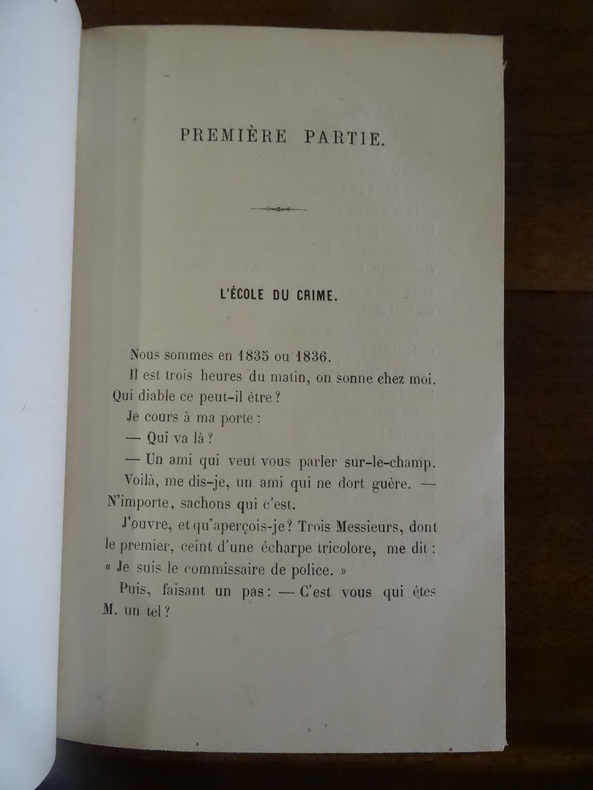 PREMIÈRE PARTIE.
L'ÉCOLE DU CRIME.
Nous sommes en 1835 ou 1836.
Il est trois heures du matin, on sonne chez moi.
Qui diable ce peut-il être?
Je cours à ma porte:
— Qui va là?
— Un ami qui veut vous parler sur-le-champ.
Voilà, me dis-je, un ami qui ne dort guère. —
N'importe, sachons qui c'est.
J'ouvre, et qu'aperçois-je? Trois Messieurs, dont
le premier, ceint d'une écharpe tricolore, me dit:
« Je suis le commissaire de police. »
Puis, faisant un pas: — C'est vous qui êtes
M. un tel?